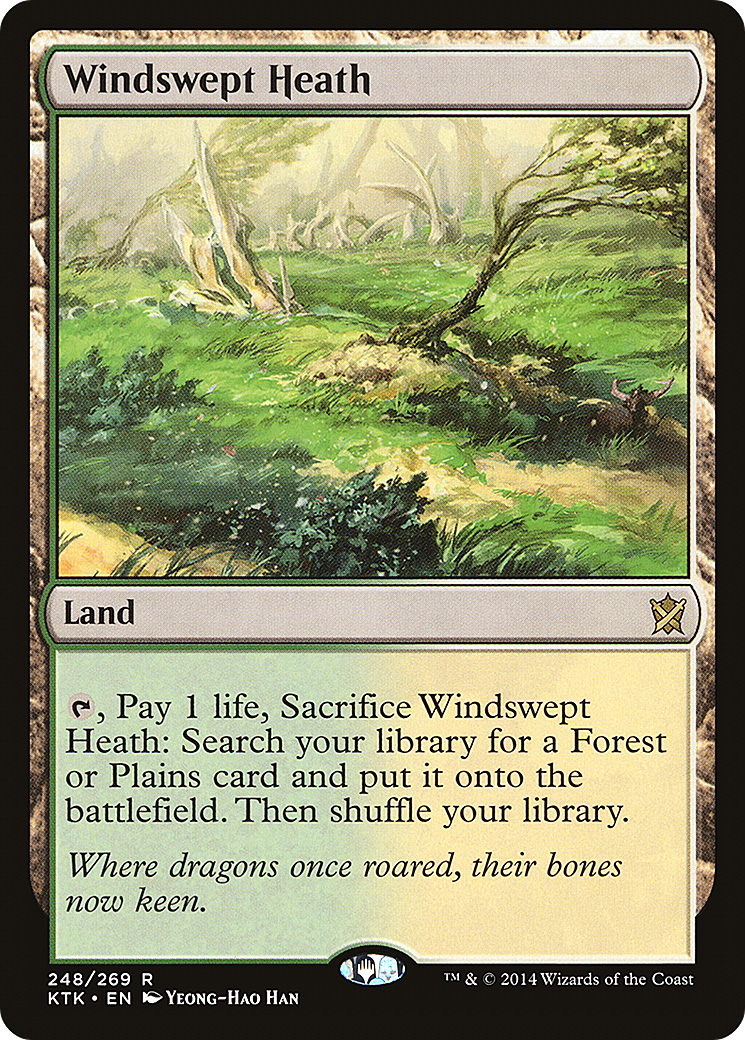 Windswept Heath
Land
, Pay 1 life, Sacrifice Windswept
Heath: Search your library for a Forest
or Plains card and put it onto the
battlefield. Then shuffle your library.
Where dragons once roared, their bones
now keen.
248/269 R
KTK • EN Yeong-Hao Han
™ & © 2014 Wizards of the Coast